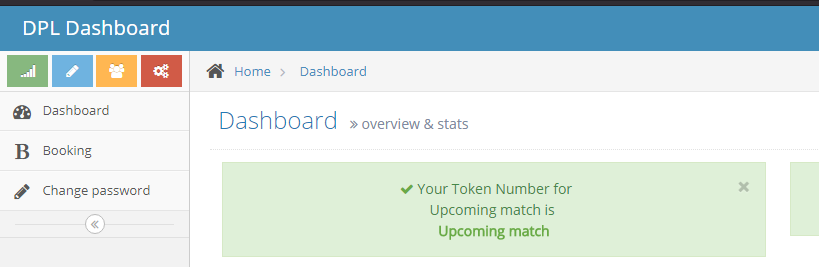 DPL Dashboard
Home
Dashboard
Dashboard
B Booking
Change password
Dashboard » overview & stats
Your Token Number for
Upcoming match is
Upcoming match